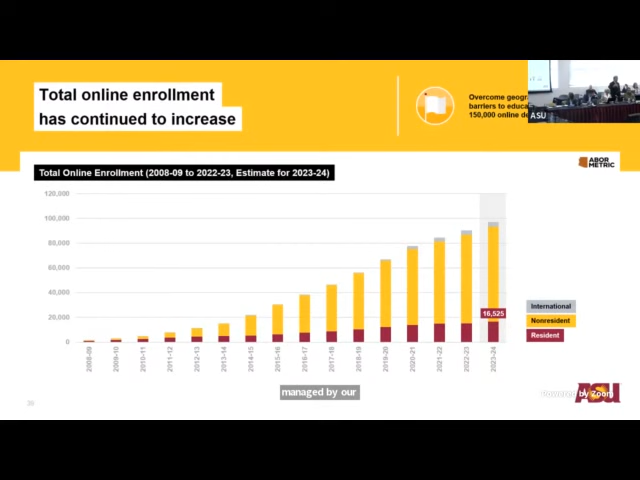 Total online enrollment
has continued to increase
Overcome geogr
barriers to educa
150,000 online de
ASU
ABOR
METRIC
Total Online Enrollment (2008-09 to 2022-23, Estimate for 2023-24)
120,000
100,000
80,000
60,000
40,000
20,000
0
16,525
International
Nonresident
Resident
2008-09
2009-10
2010-11
2011-12
2012-13
2013-14
2014-15
2015-16
2016-17
2017-18
2018-19
2019-20
2020-21
2021-22
2022-23
2023-24
managed by our
ASU
Powered by Zoom